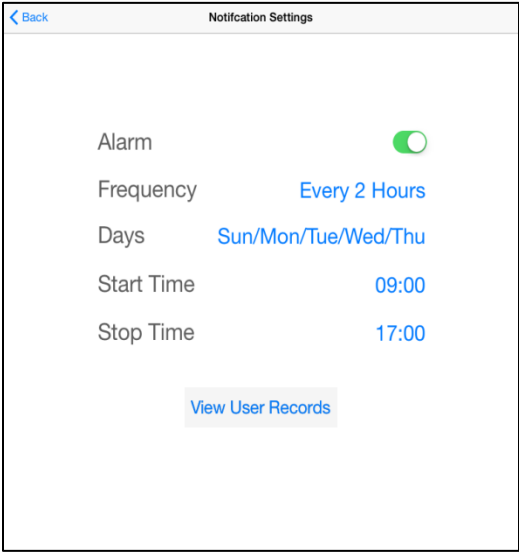 Back Notifcation Settings
Alarm
Frequency Every 2 Hours
Days Sun/Mon/Tue/Wed/Thu
Start Time 09:00
Stop Time 17:00
View User Records